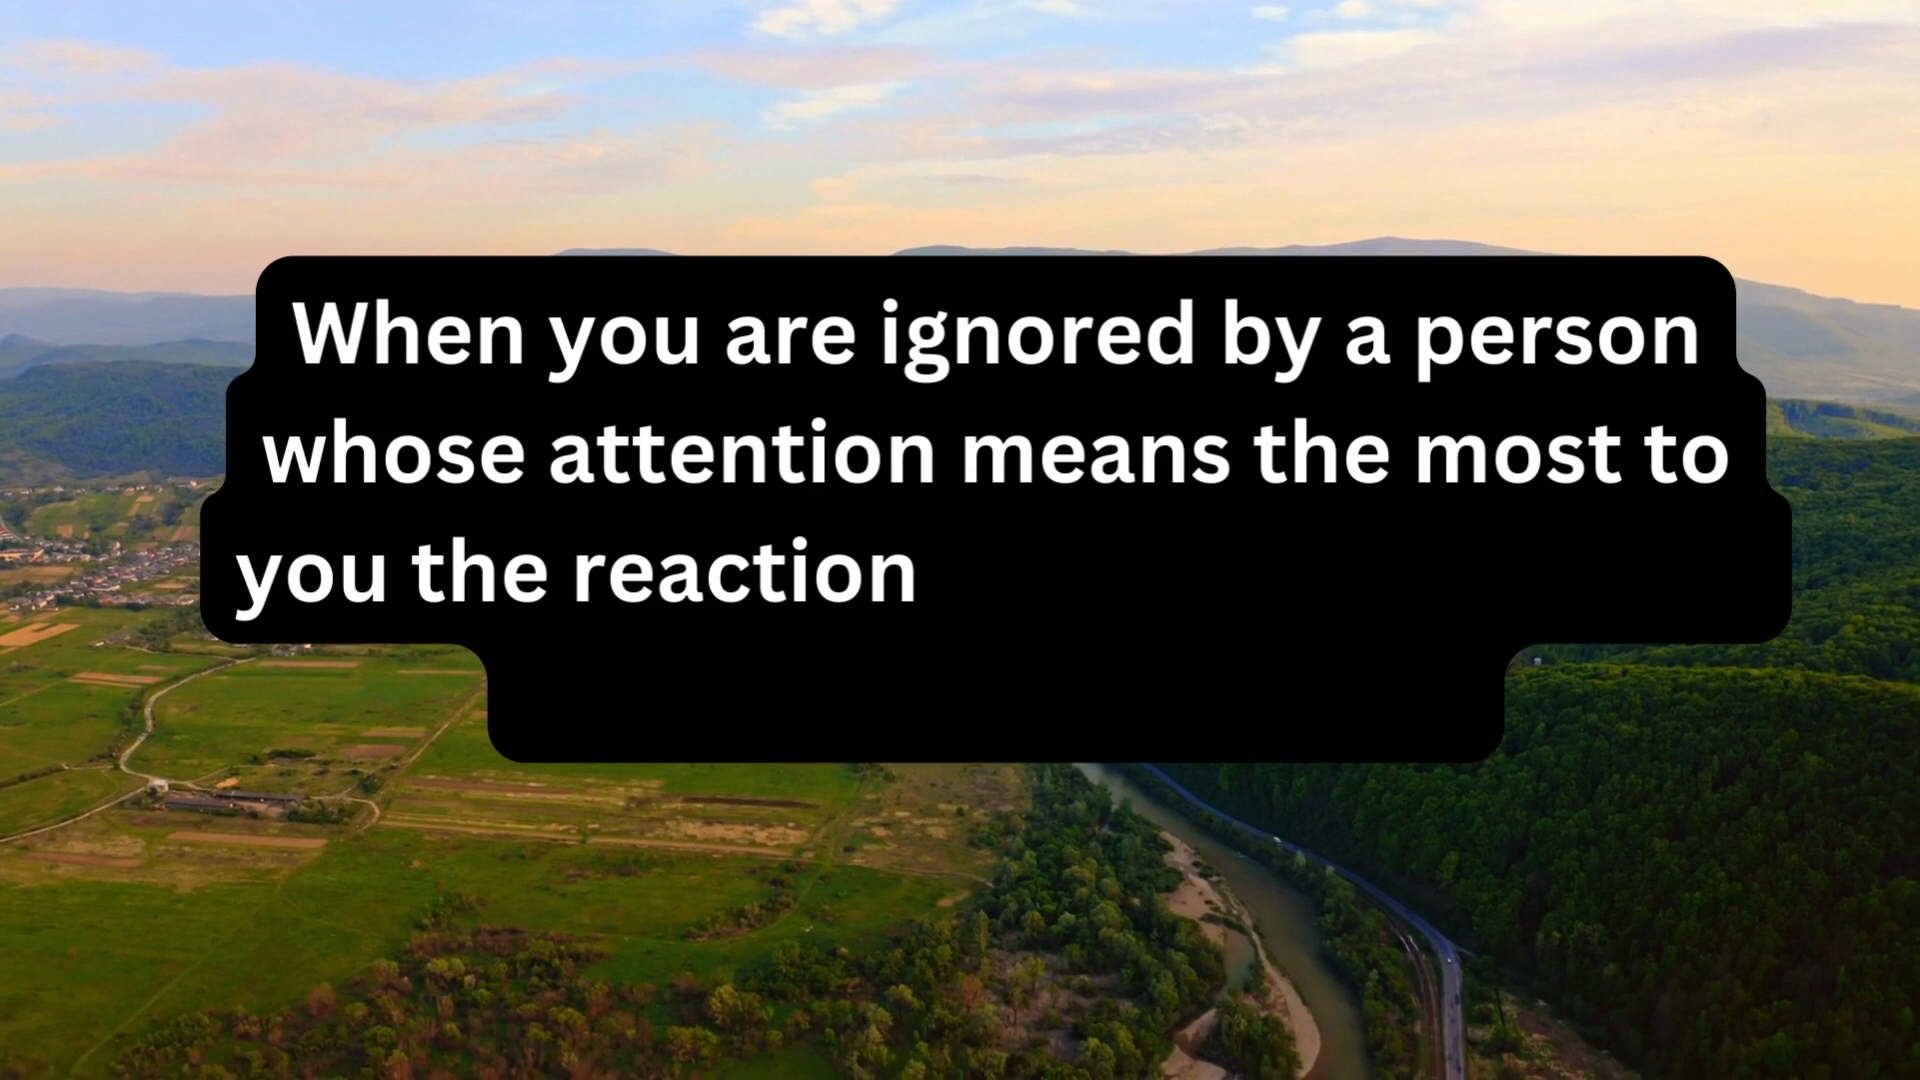 When you are ignored by a person
whose attention means the most to
you the reaction